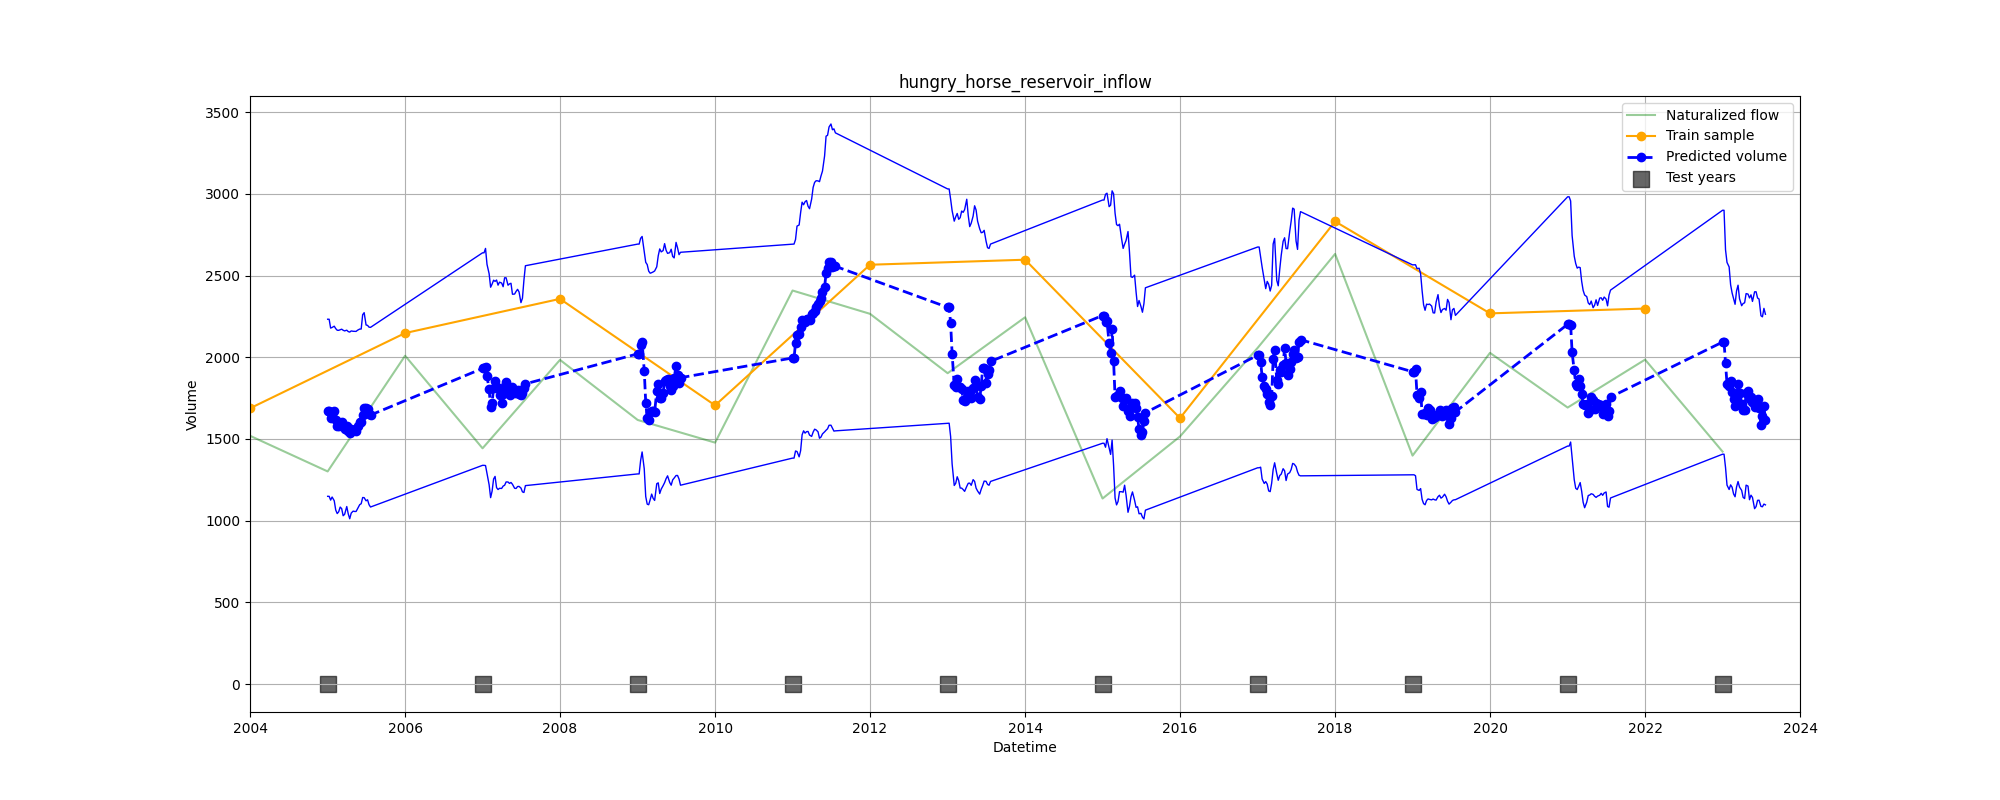 hungry_horse_reservoir_inflow
Naturalized flow
Train sample
Predicted volume
Test years
3500
3000
2500
2000
1500
1000
500
0
Volume
2004 2006 2008 2010 2012 2014 2016 2018 2020 2022 2024
Datetime